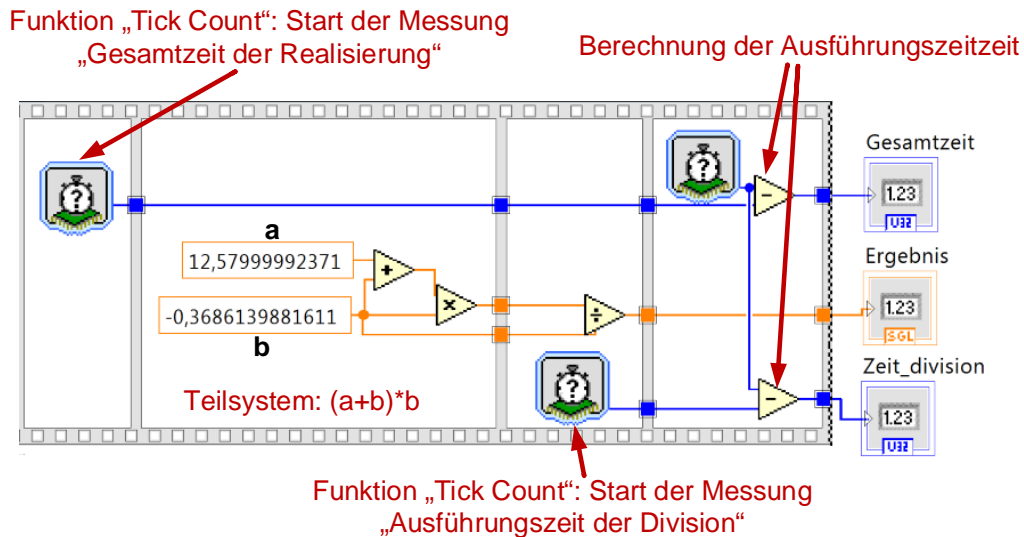 Funktion „Tick Count“: Start der Messung
„Gesamtzeit der Realisierung“
Berechnung der Ausführungszeitzeit
?
?
Gesamtzeit
1.23
U32
a
12,57999992371
+
×
-0,3686139881611
b
÷
−
Ergebnis
1.23
SGL
Teilsystem: (a+b)*b
?
−
Zeit_division
1.23
U32
Funktion „Tick Count“: Start der Messung
„Ausführungszeit der Division“